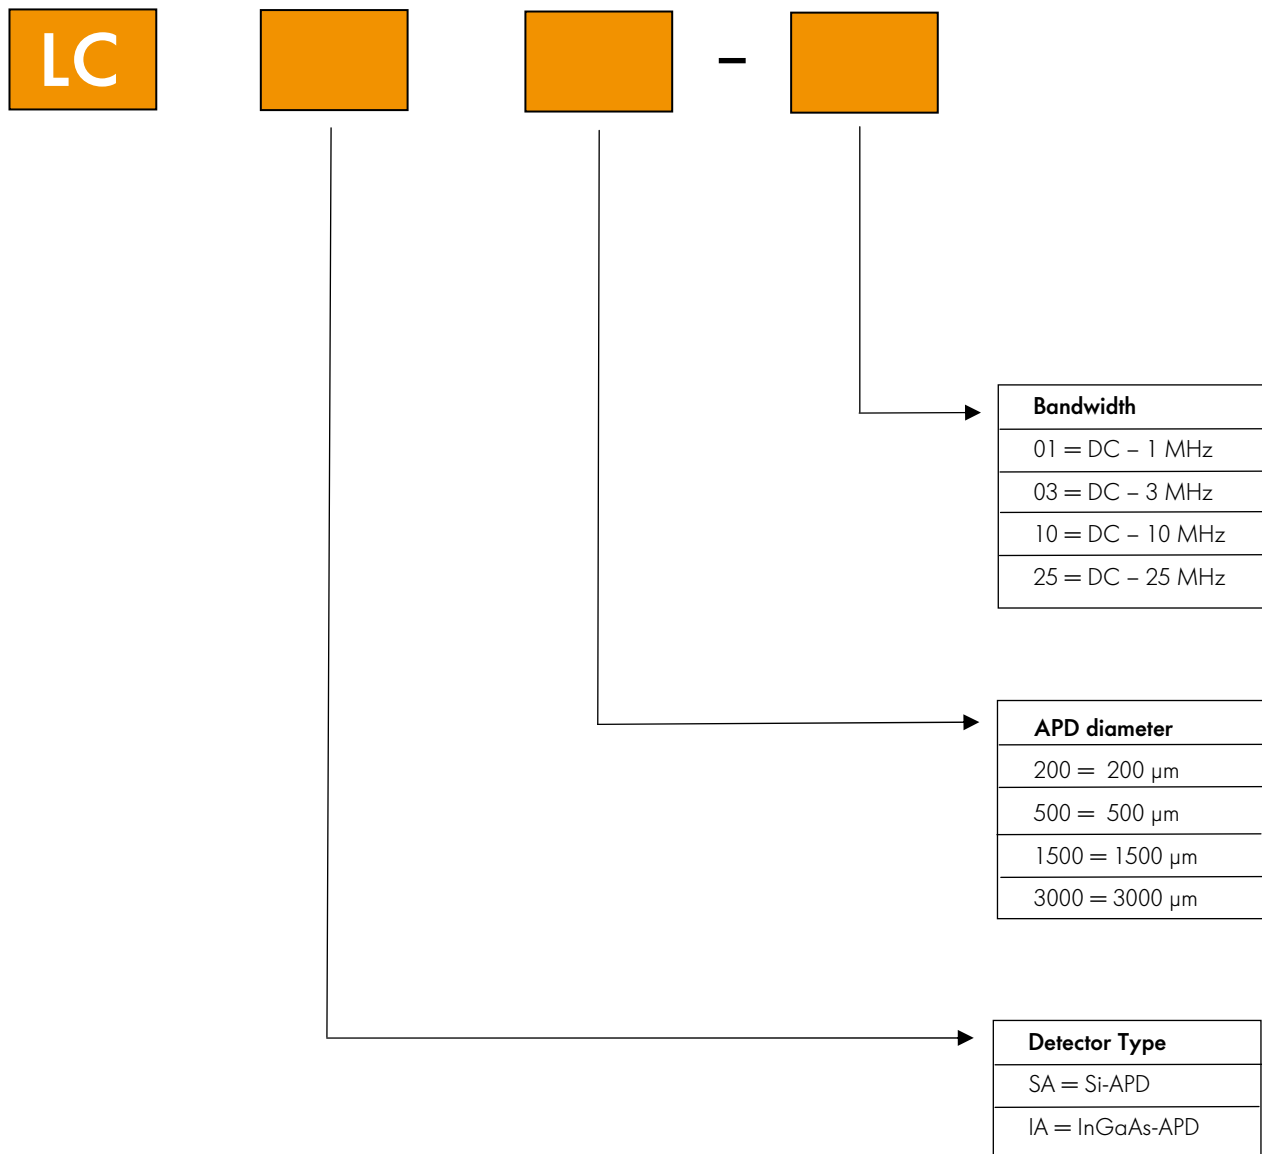 LC –
Bandwidth
01 = DC – 1 MHz
03 = DC – 3 MHz
10 = DC – 10 MHz
25 = DC – 25 MHz
APD diameter
200 = 200 µm
500 = 500 µm
1500 = 1500 µm
3000 = 3000 µm
Detector Type
SA = Si-APD
IA = InGaAs-APD